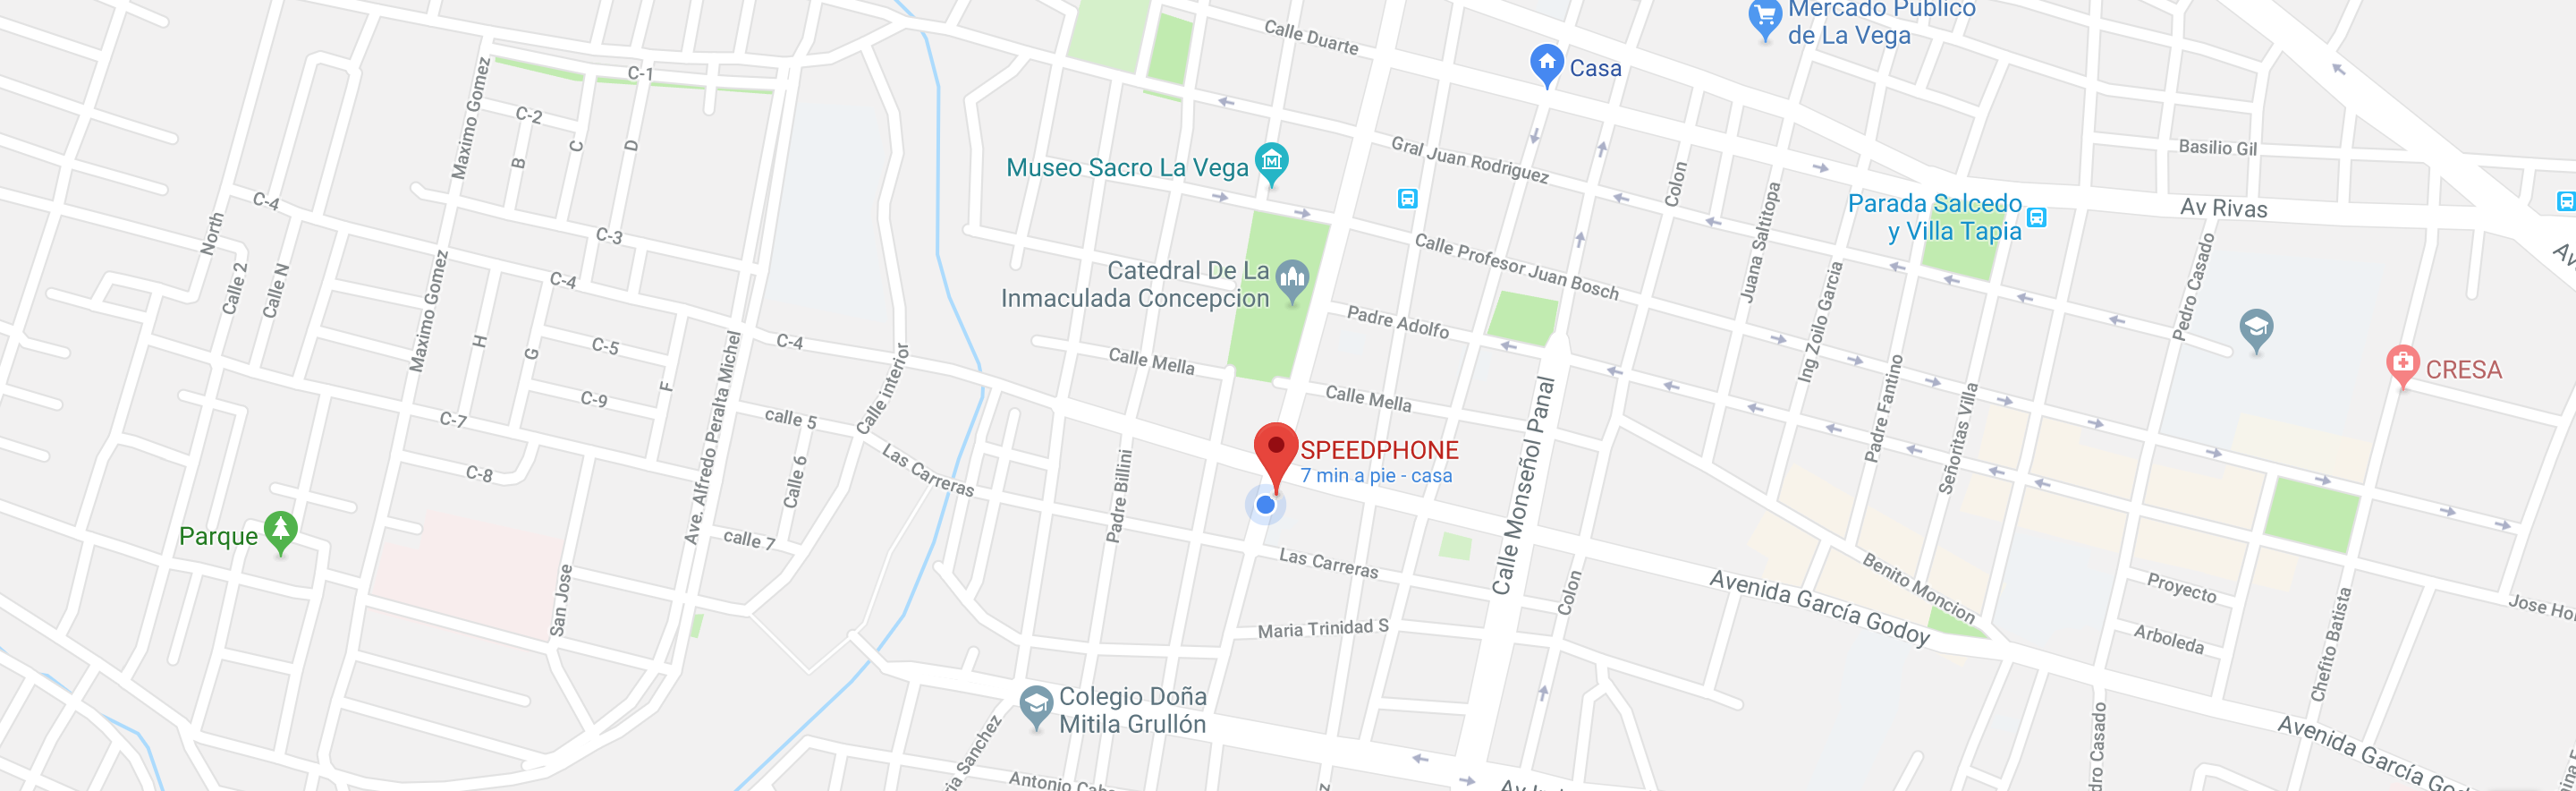 Mercado Publico
de La Vega
Calle Duarte
Casa
C-1
Maximo Gomez
C-2
B
C
D
Museo Sacro La Vega
Gral Juan Rodriguez
Colon
Basilio Gil
Juana Saltitopa
Parada Salcedo
y Villa Tapia
Av Rivas
C-4
North
C-3
Calle 2
Calle N
Maximo Gomez
C-4
Catedral De La
Inmaculada Concepcion
Calle Profesor Juan Bosch
Padre Adolfo
Ing Zoilo Garcia
Pedro Casado
H
G
C-5
F
C-4
Ave. Alfredo Peralta Michel
Calle interior
Calle Mella
Calle Mella
Calle Monseñol Panal
Padre Fantino
Señoritas Villa
CRESA
C-9
C-7
calle 5
C-8
Calle 6
Las Carreras
Padre Billini
SPEEDPHONE
7 min a pie - casa
Parque
calle 7
San Jose
Las Carreras
Colon
Avenida García Godoy
Benito Moncion
Proyecto
Arboleda
Chefito Batista
Maria Trinidad S
Colegio Doña
Mitila Grullón
Antonio
Avenida García